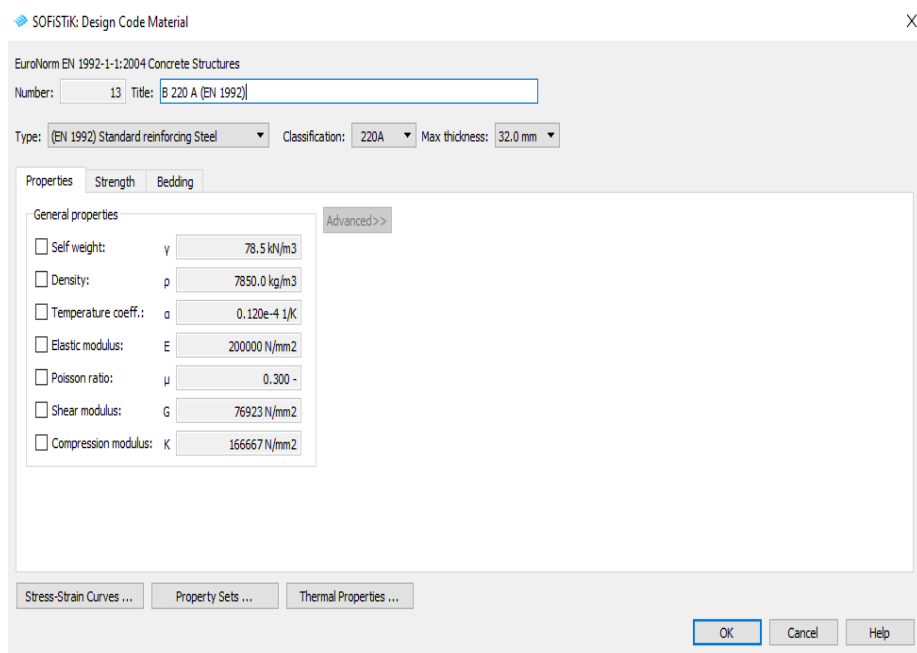 SOFiSTiK: Design Code Material X
EuroNorm EN 1992-1-1:2004 Concrete Structures
Number: 13 Title: B 220 A (EN 1992)
Type: (EN 1992) Standard reinforcing Steel Classification: 220A Max thickness: 32.0 mm
Properties Strength Bedding
General properties Advanced>>
Self weight: γ 78.5 kN/m3
Density: ρ 7850.0 kg/m3
Temperature coeff.: α 0.120e-4 1/K
Elastic modulus: E 200000 N/mm2
Poisson ratio: μ 0.300 -
Shear modulus: G 76923 N/mm2
Compression modulus: K 166667 N/mm2
Stress-Strain Curves ... Property Sets ... Thermal Properties ...
OK Cancel Help